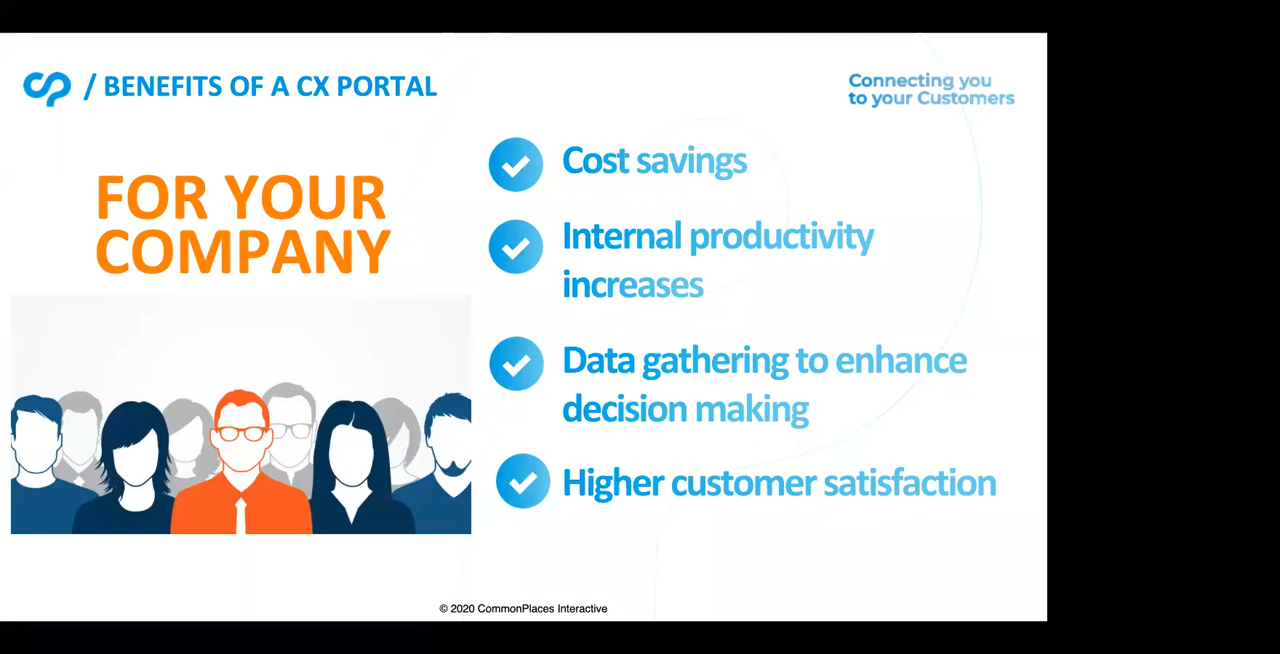 / BENEFITS OF A CX PORTAL
Connecting you
to your Customers
FOR YOUR
COMPANY
Cost savings
Internal productivity
increases
Data gathering to enhance
decision making
Higher customer satisfaction
© 2020 CommonPlaces Interactive